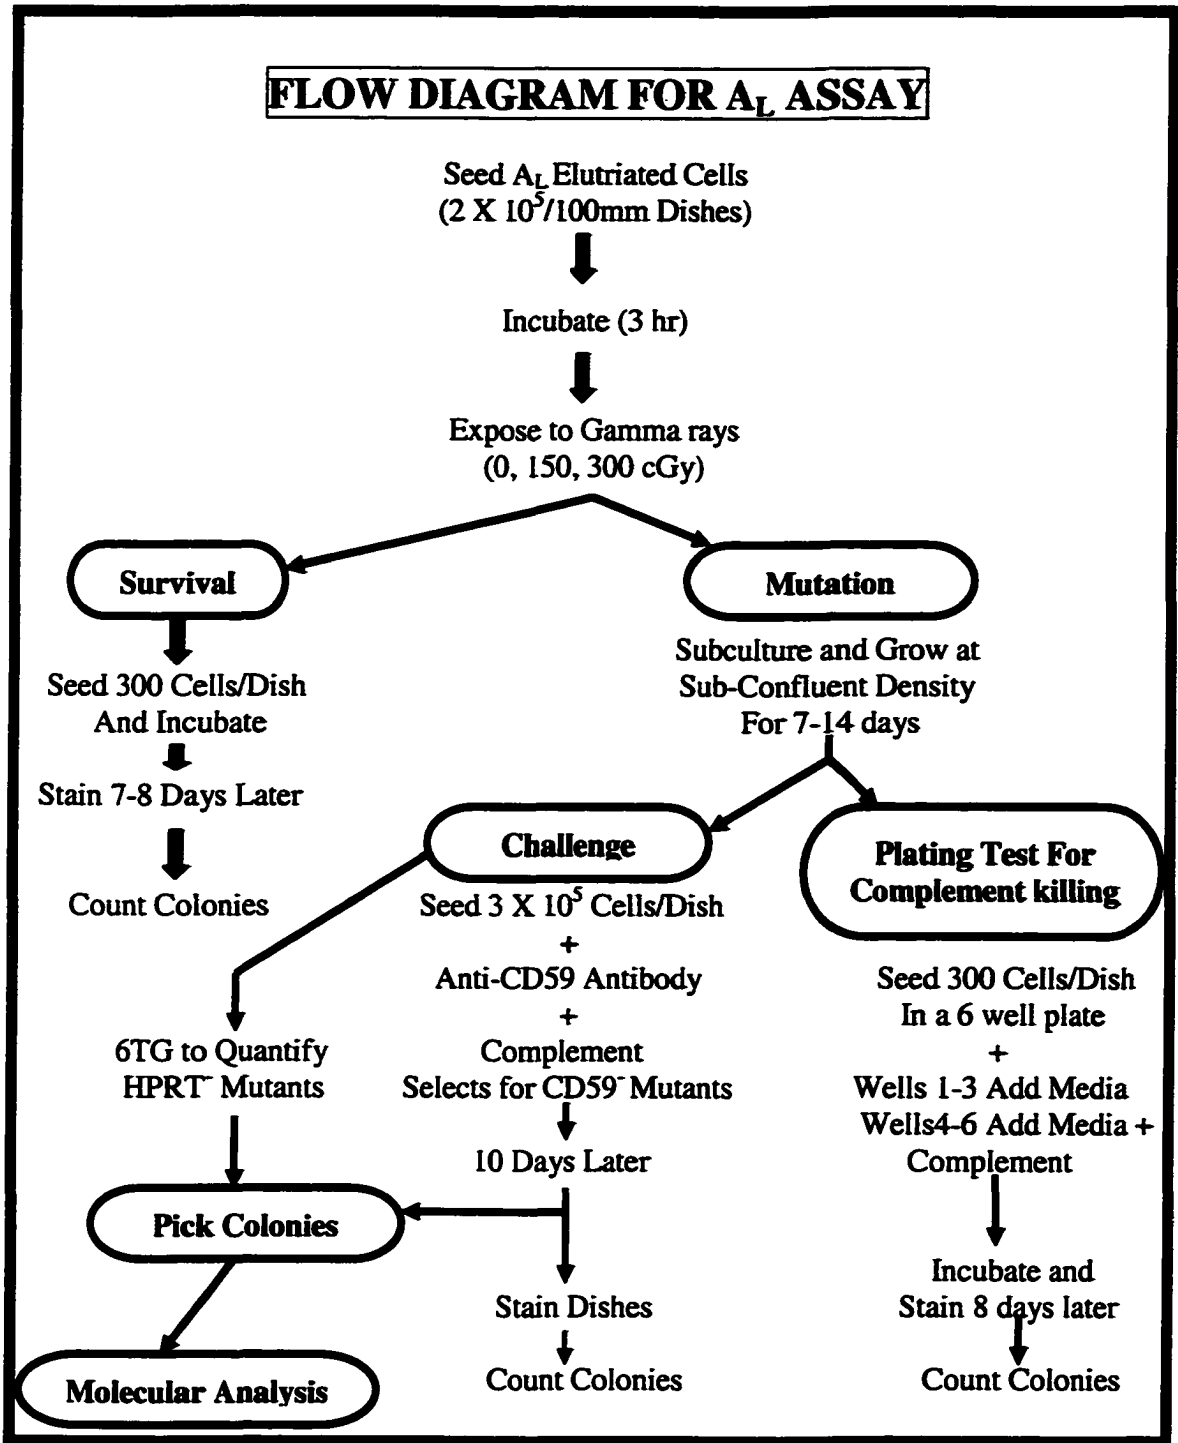 FLOW DIAGRAM FOR A_L ASSAY
Seed A_L Elutriated Cells
(2 X 10⁵/100mm Dishes)
Incubate (3 hr)
Expose to Gamma rays
(0, 150, 300 cGy)
Survival
Seed 300 Cells/Dish
And Incubate
Stain 7-8 Days Later
Count Colonies
Mutation
Subculture and Grow at
Sub-Confluent Density
For 7-14 days
Challenge
Seed 3 X 10⁵ Cells/Dish
+
Anti-CD59 Antibody
+
Complement
Selects for CD59⁻ Mutants
10 Days Later
Stain Dishes
Count Colonies
6TG to Quantify
HPRT⁻ Mutants
Pick Colonies
Molecular Analysis
Plating Test For
Complement killing
Seed 300 Cells/Dish
In a 6 well plate
+
Wells 1-3 Add Media
Wells4-6 Add Media +
Complement
Incubate and
Stain 8 days later
Count Colonies